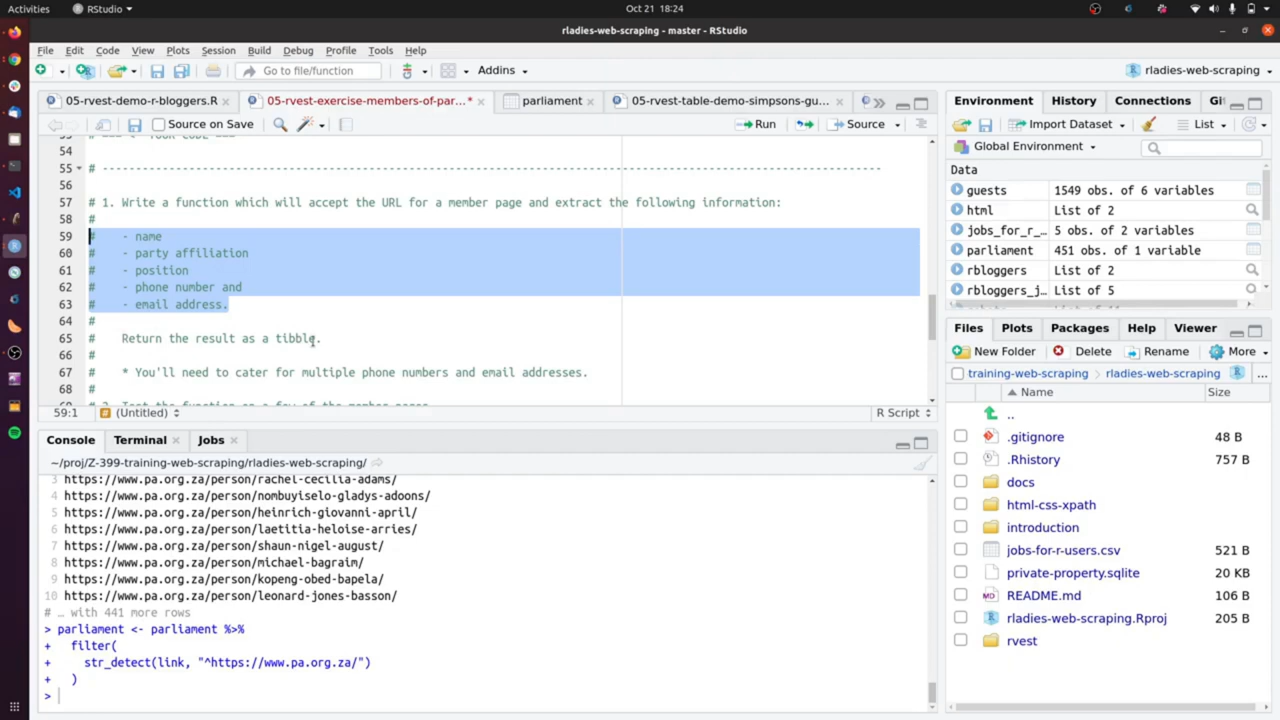 Activities
RStudio
Oct 21 18:24
rladies-web-scraping - master - RStudio
File Edit Code View Plots Session Build Debug Profile Tools Help
Go to file/function
Addins
rladies-web-scraping
05-rvest-demo-r-bloggers.R
05-rvest-exercise-members-of-par...*
parliament
05-rvest-table-demo-simpsons-gu...
Source on Save
Run
Source
54
55 # ----------------------------------------------------------------------------------------------------------------------
56
57 # 1. Write a function which will accept the URL for a member page and extract the following information:
58 #
59 # - name
60 # - party affiliation
61 # - position
62 # - phone number and
63 # - email address.
64 #
65 # Return the result as a tibble.
66 #
67 # * You'll need to cater for multiple phone numbers and email addresses.
68 #
59:1
(Untitled)
R Script
Console Terminal Jobs
~/proj/Z-399-training-web-scraping/rladies-web-scraping/
3 https://www.pa.org.za/person/rachel-cecilia-adams/
4 https://www.pa.org.za/person/nombuyiselo-gladys-adoons/
5 https://www.pa.org.za/person/heinrich-giovanni-april/
6 https://www.pa.org.za/person/laetitia-heloise-arries/
7 https://www.pa.org.za/person/shaun-nigel-august/
8 https://www.pa.org.za/person/michael-bagraim/
9 https://www.pa.org.za/person/kopeng-obed-bapela/
10 https://www.pa.org.za/person/leonard-jones-basson/
# … with 441 more rows
> parliament <- parliament %>%
+ filter(
+ str_detect(link, "^https://www.pa.org.za/")
+ )
>
Environment History Connections Gi
Import Dataset
List
Global Environment
Data
guests 1549 obs. of 6 variables
html List of 2
jobs_for_r_… 5 obs. of 2 variables
parliament 451 obs. of 1 variable
rbloggers List of 2
rbloggers_j… List of 5
Files Plots Packages Help Viewer
New Folder Delete Rename More
training-web-scraping rladies-web-scraping ...
Name Size
..
.gitignore 48 B
.Rhistory 757 B
docs
html-css-xpath
introduction
jobs-for-r-users.csv 521 B
private-property.sqlite 20 KB
README.md 106 B
rladies-web-scraping.Rproj 205 B
rvest